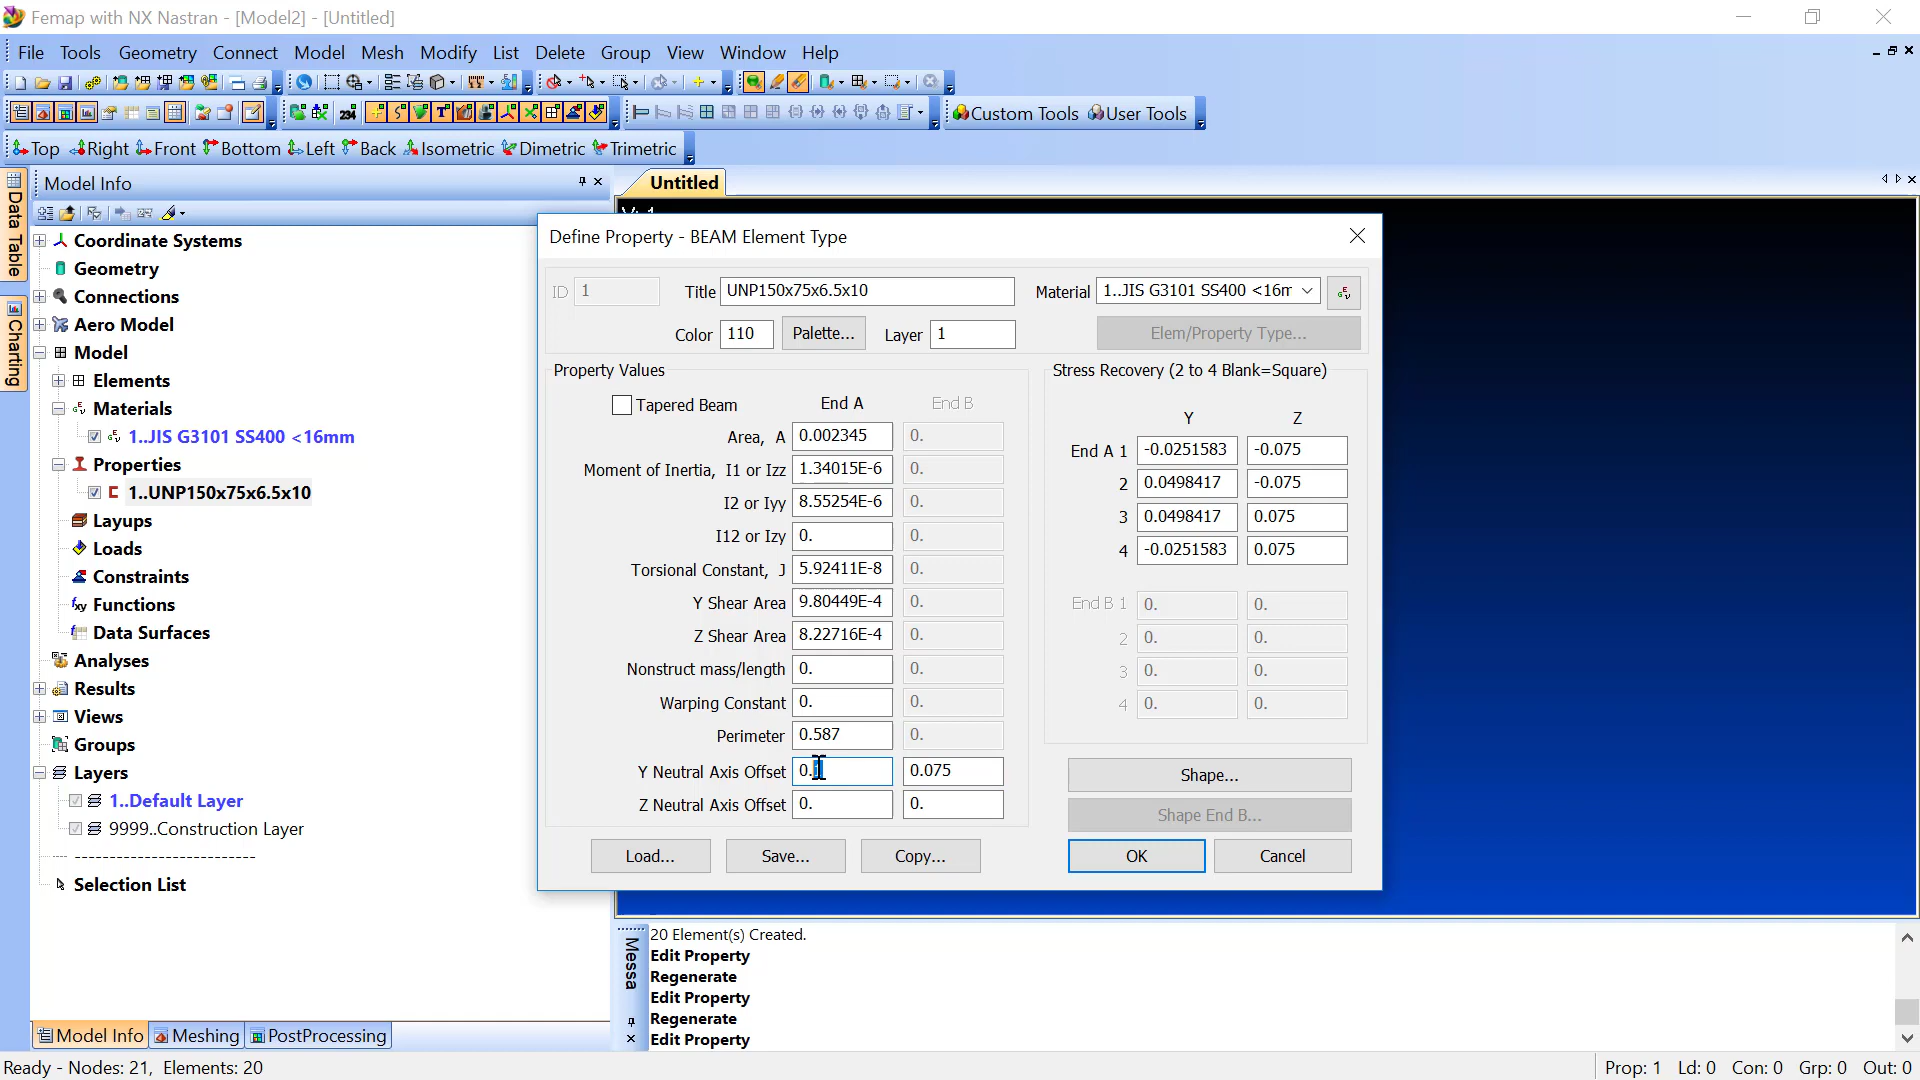 Femap with NX Nastran - [Model2] - [Untitled]
File Tools Geometry Connect Model Mesh Modify List Delete Group View Window Help
234 T Custom Tools User Tools
Top Right Front Bottom Left Back Isometric Dimetric Trimetric
Data Table
Charting
Model Info
Coordinate Systems
Geometry
Connections
Aero Model
Model
Elements
Materials
1..JIS G3101 SS400 <16mm
Properties
1..UNP150x75x6.5x10
Layups
Loads
Constraints
Functions
Data Surfaces
Analyses
Results
Views
Groups
Layers
1..Default Layer
9999..Construction Layer
--------------------------
Selection List
Model Info Meshing PostProcessing
Untitled
Define Property - BEAM Element Type
ID 1 Title UNP150x75x6.5x10 Material 1..JIS G3101 SS400 <16m
Color 110 Palette... Layer 1 Elem/Property Type...
Property Values
Tapered Beam End A End B
Area, A 0.002345 0.
Moment of Inertia, I1 or Izz 1.34015E-6 0.
I2 or Iyy 8.55254E-6 0.
I12 or Izy 0. 0.
Torsional Constant, J 5.92411E-8 0.
Y Shear Area 9.80449E-4 0.
Z Shear Area 8.22716E-4 0.
Nonstruct mass/length 0. 0.
Warping Constant 0. 0.
Perimeter 0.587 0.
Y Neutral Axis Offset 0. 0.075
Z Neutral Axis Offset 0. 0.
Load... Save... Copy...
Stress Recovery (2 to 4 Blank=Square)
Y Z
End A 1 -0.0251583 -0.075
2 0.0498417 -0.075
3 0.0498417 0.075
4 -0.0251583 0.075
End B 1 0. 0.
2 0. 0.
3 0. 0.
4 0. 0.
Shape...
Shape End B...
OK Cancel
Messa
20 Element(s) Created.
Edit Property
Regenerate
Edit Property
Regenerate
Edit Property
Ready - Nodes: 21, Elements: 20 Prop: 1 Ld: 0 Con: 0 Grp: 0 Out: 0